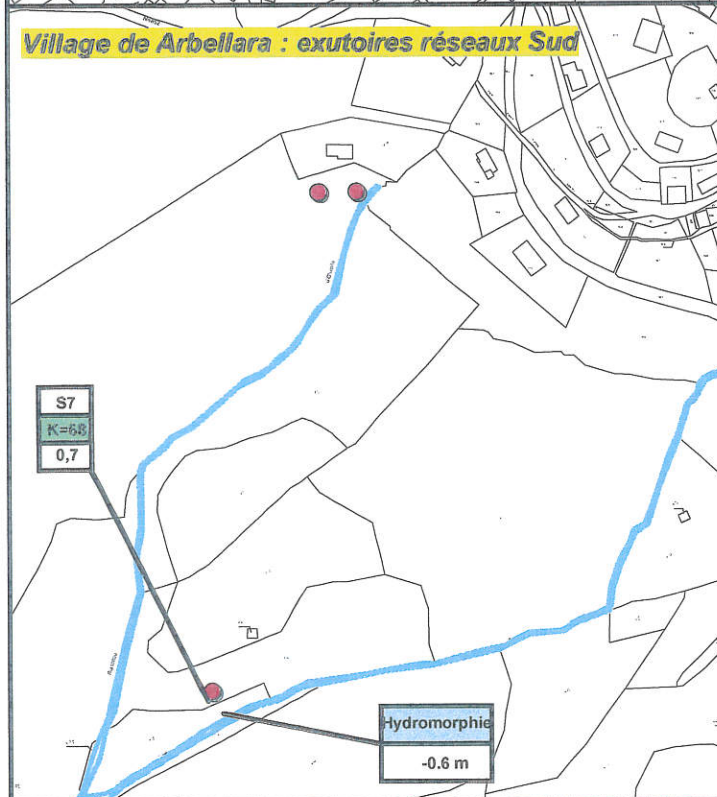 Village de Arbellara : exutoires réseaux Sud
S7
K=68
0,7
Hydromorphie
-0.6 m